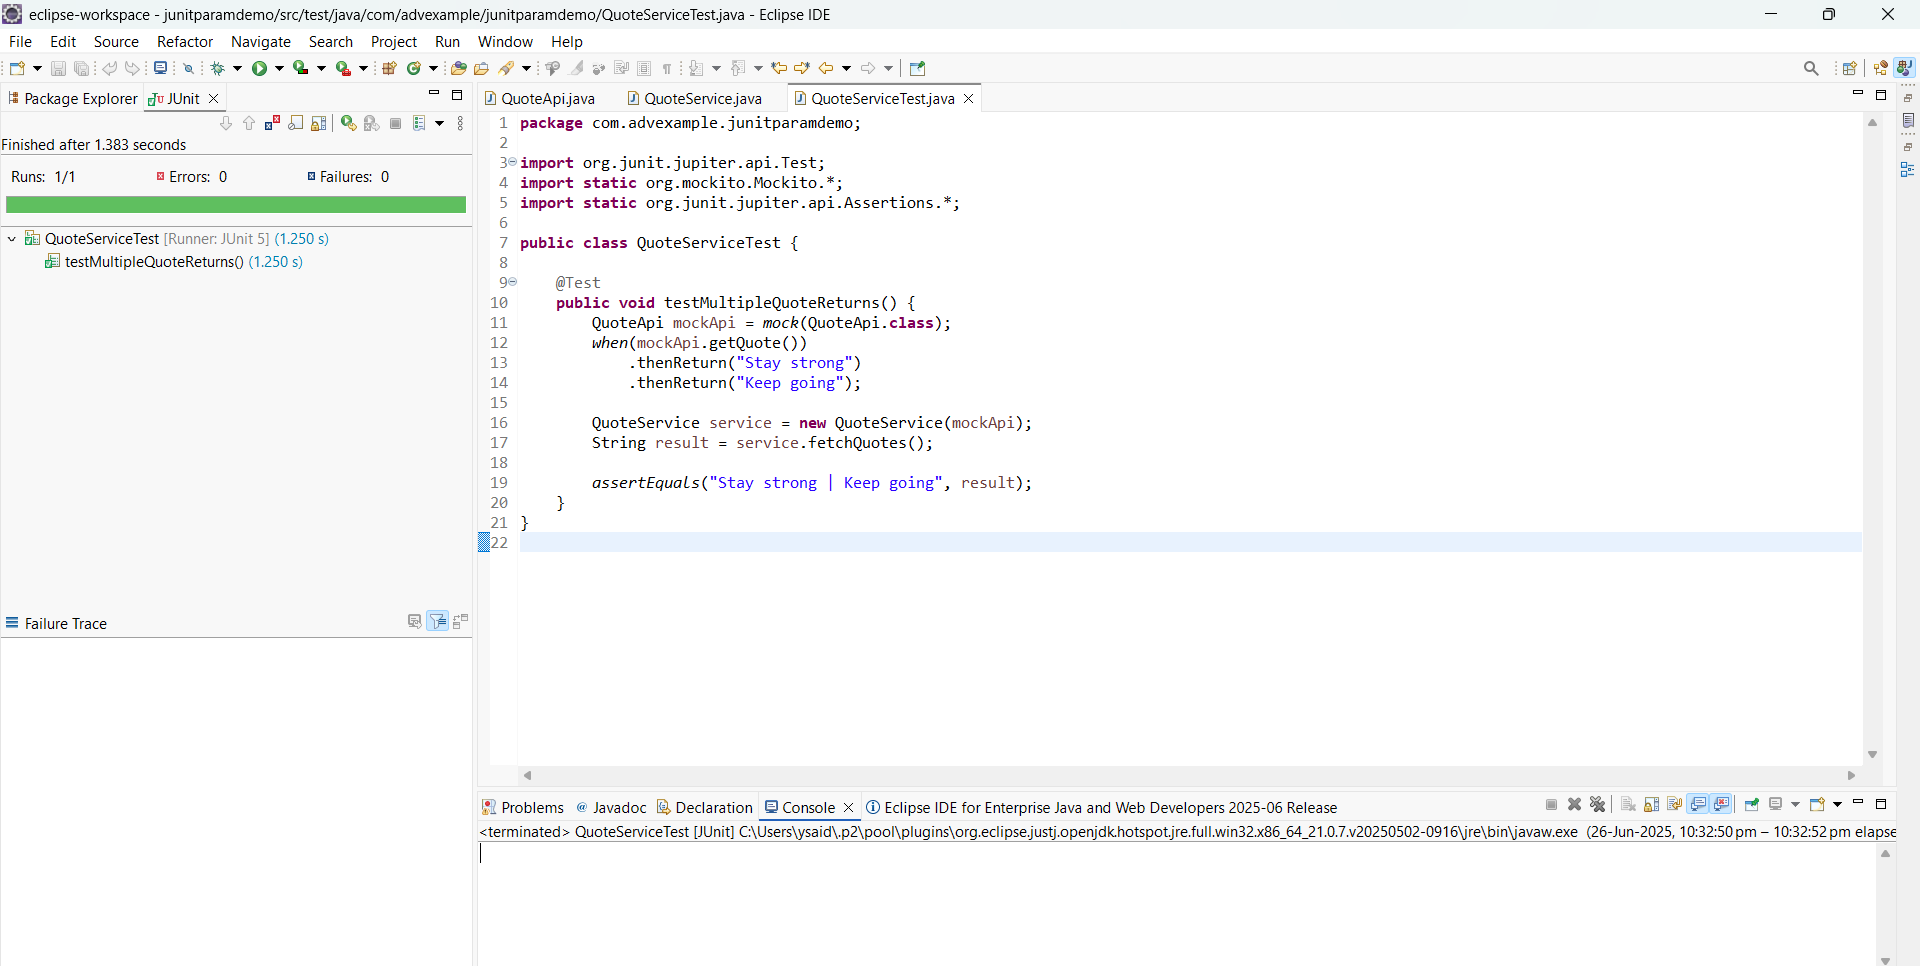 eclipse-workspace - junitparamdemo/src/test/java/com/advexample/junitparamdemo/QuoteServiceTest.java - Eclipse IDE
File Edit Source Refactor Navigate Search Project Run Window Help
Package Explorer JUnit
Finished after 1.383 seconds
Runs: 1/1 Errors: 0 Failures: 0
QuoteServiceTest [Runner: JUnit 5] (1.250 s)
testMultipleQuoteReturns() (1.250 s)
Failure Trace
QuoteApi.java QuoteService.java QuoteServiceTest.java
1 package com.advexample.junitparamdemo;
2
3 import org.junit.jupiter.api.Test;
4 import static org.mockito.Mockito.*;
5 import static org.junit.jupiter.api.Assertions.*;
6
7 public class QuoteServiceTest {
8
9 @Test
10 public void testMultipleQuoteReturns() {
11 QuoteApi mockApi = mock(QuoteApi.class);
12 when(mockApi.getQuote())
13 .thenReturn("Stay strong")
14 .thenReturn("Keep going");
15
16 QuoteService service = new QuoteService(mockApi);
17 String result = service.fetchQuotes();
18
19 assertEquals("Stay strong | Keep going", result);
20 }
21 }
22
Problems Javadoc Declaration Console Eclipse IDE for Enterprise Java and Web Developers 2025-06 Release
<terminated> QuoteServiceTest [JUnit] C:\Users\ysaid\.p2\pool\plugins\org.eclipse.justj.openjdk.hotspot.jre.full.win32.x86_64_21.0.7.v20250502-0916\jre\bin\javaw.exe (26-Jun-2025, 10:32:50 pm – 10:32:52 pm elapse